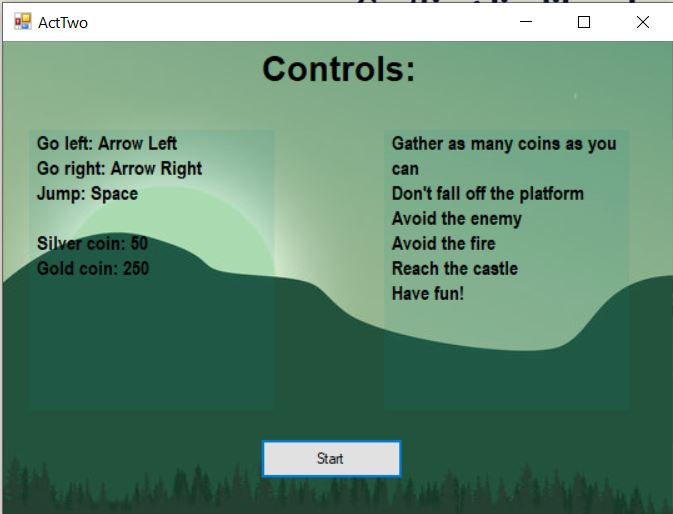 ActTwo
Controls:
Go left: Arrow Left
Go right: Arrow Right
Jump: Space
Silver coin: 50
Gold coin: 250
Gather as many coins as you
can
Don't fall off the platform
Avoid the enemy
Avoid the fire
Reach the castle
Have fun!
Start